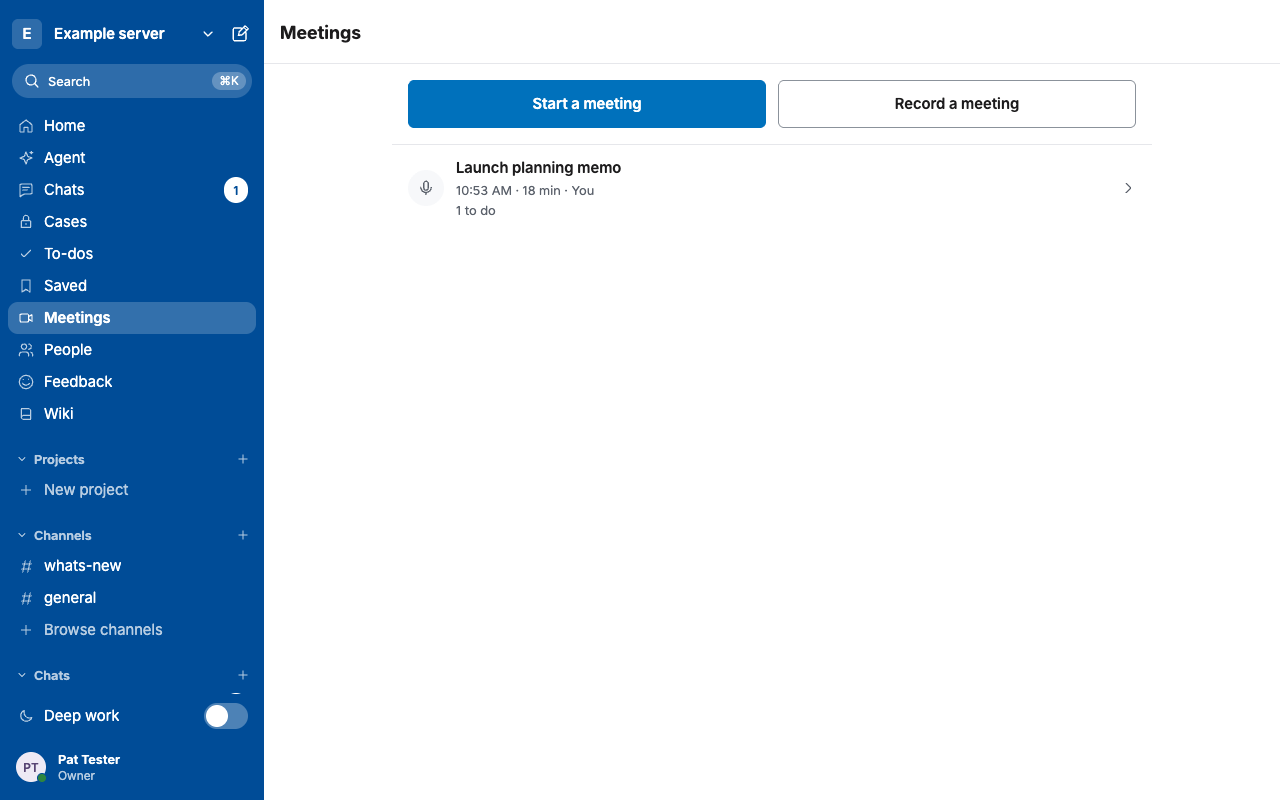 E
Example server
Search ⌘K
Home
Agent
Chats 1
Cases
To-dos
Saved
Meetings
People
Feedback
Wiki
Projects
New project
Channels
# whats-new
# general
Browse channels
Chats
Deep work
PT
Pat Tester
Owner
Meetings
Start a meeting
Record a meeting
Launch planning memo
10:53 AM · 18 min · You
1 to do